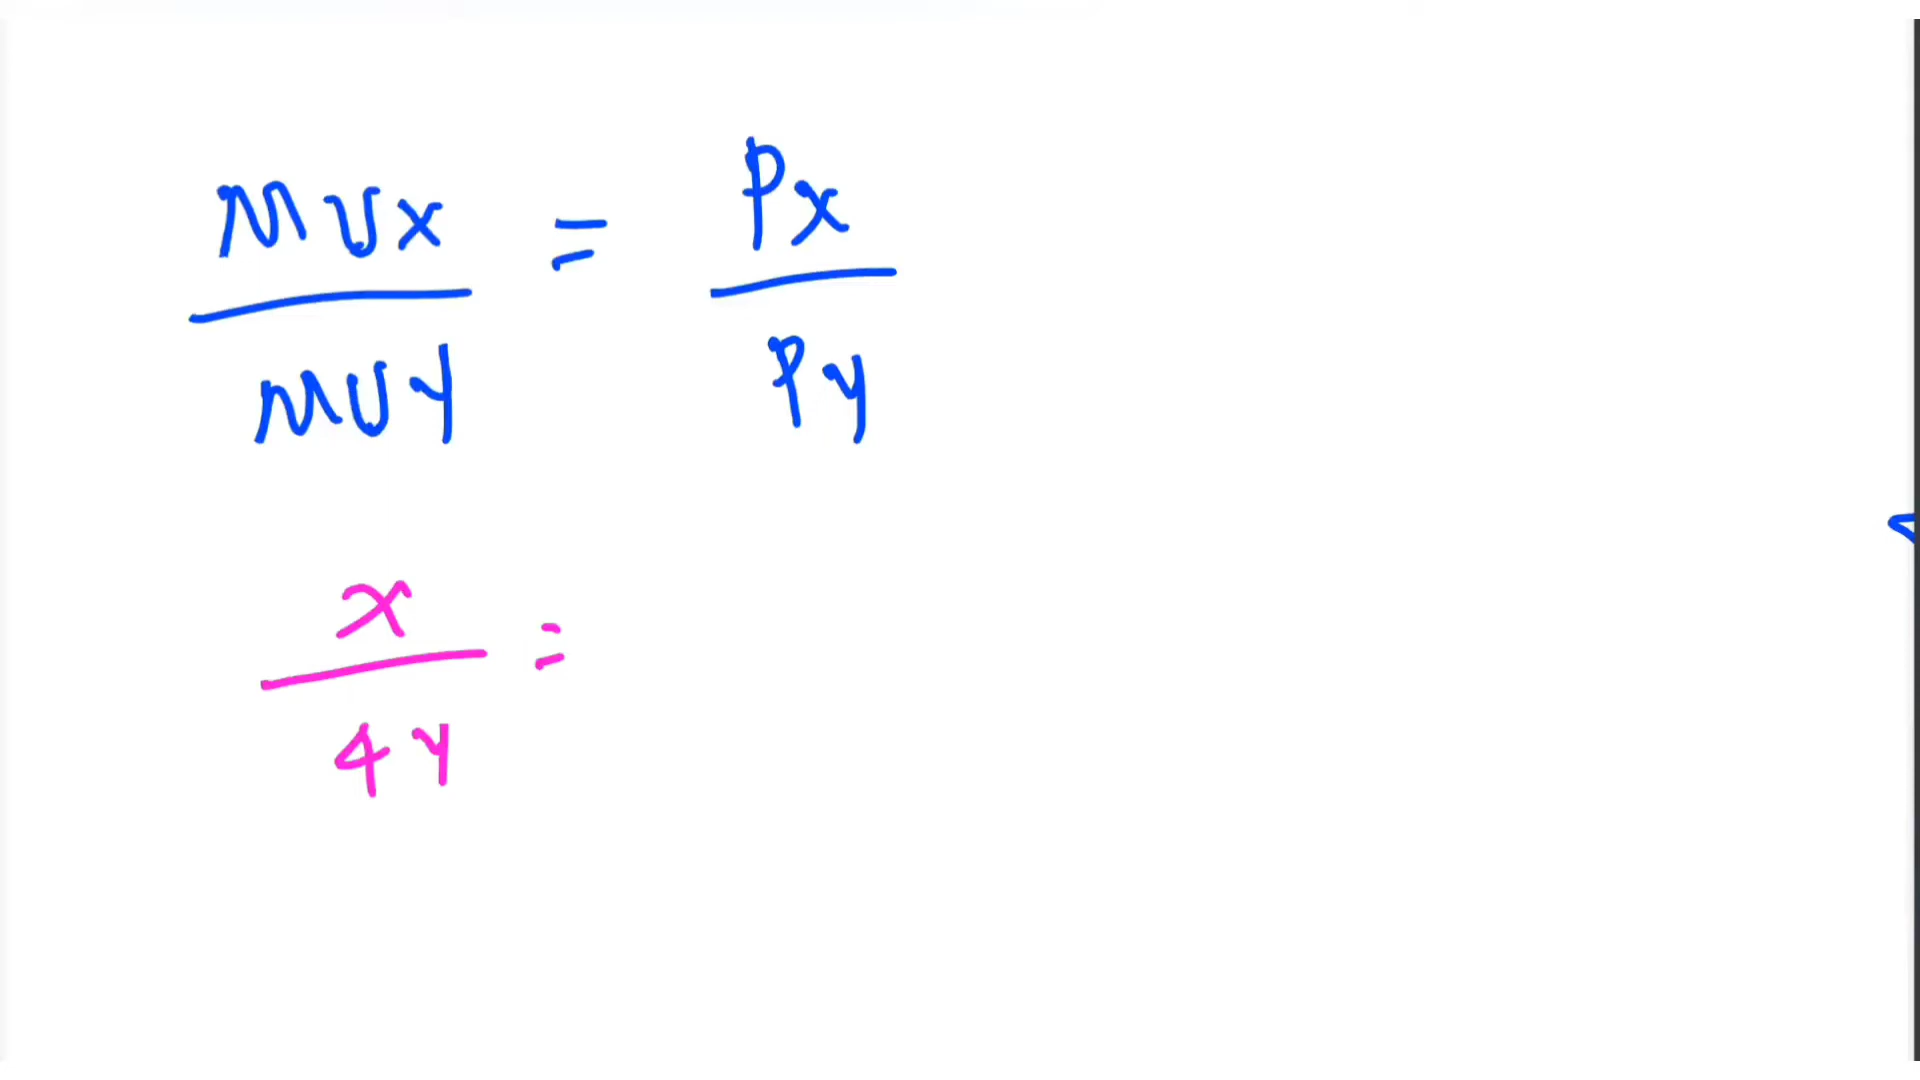 MUx = Px
MUy Py
x =
4y